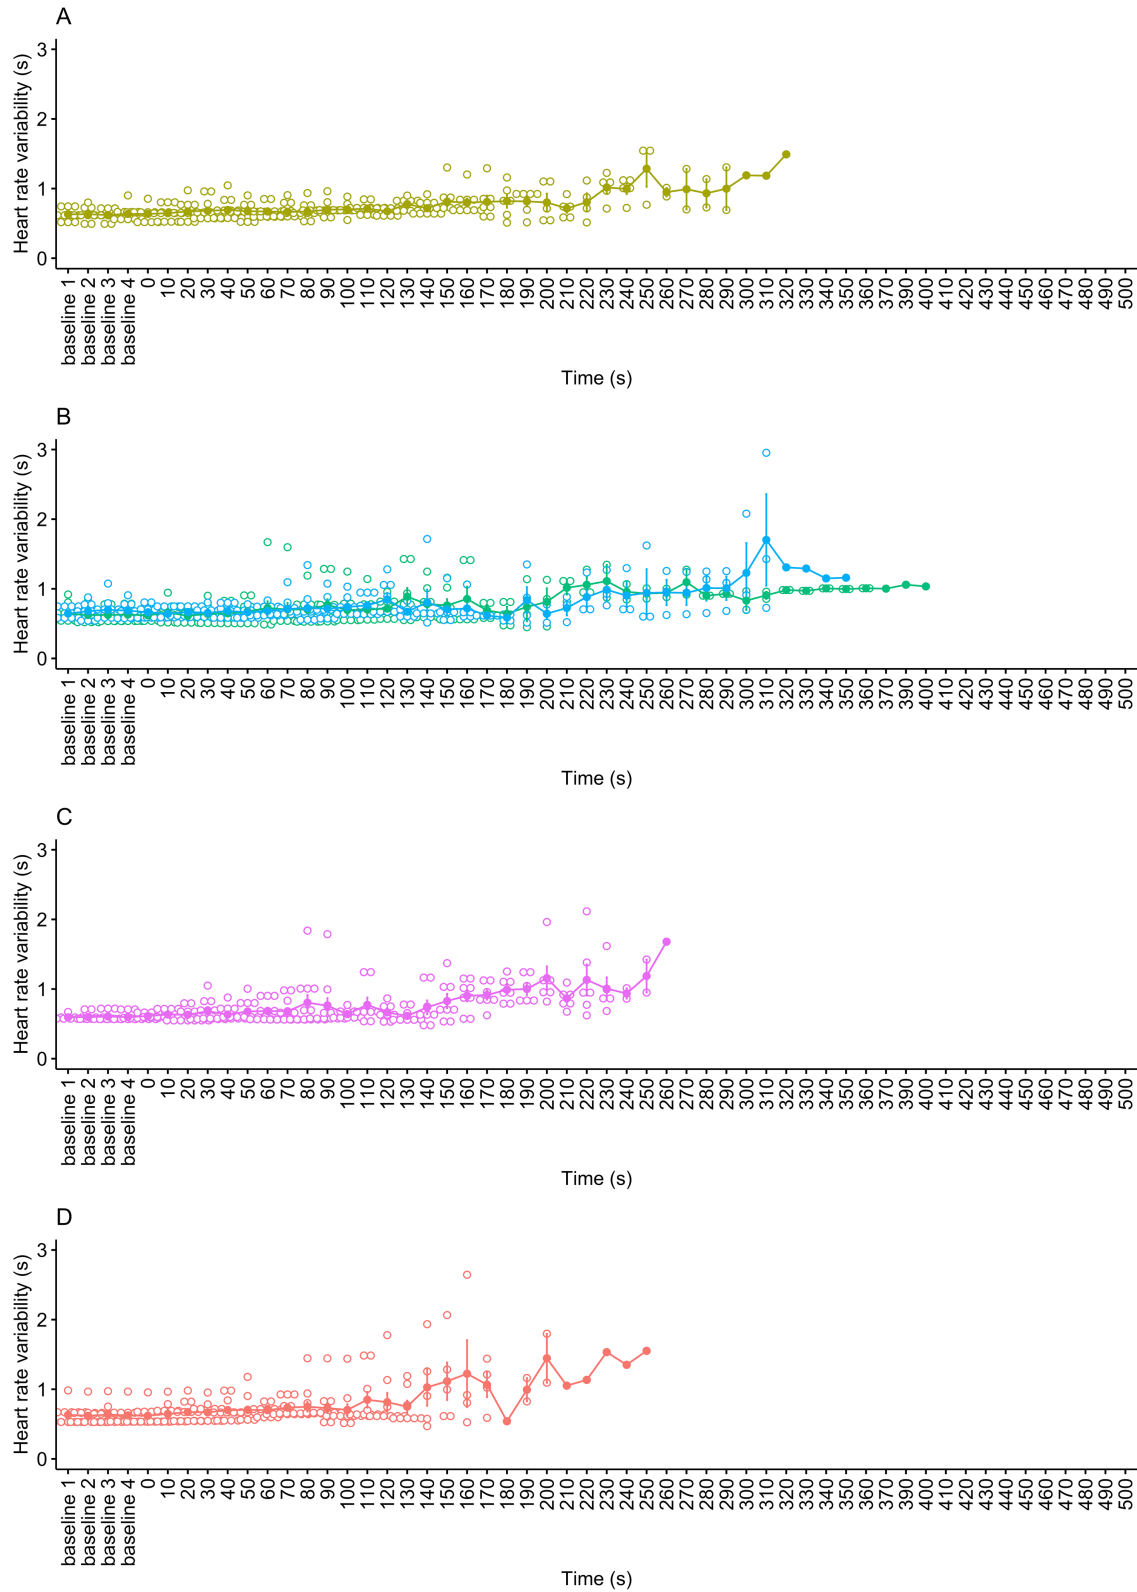 A
Heart rate variability (s)
3
2
1
0
baseline 1 baseline 2 baseline 3 baseline 4 0 10 20 30 40 50 60 70 80 90 100 110 120 130 140 150 160 170 180 190 200 210 220 230 240 250 260 270 280 290 300 310 320 330 340 350 360 370 380 390 400 410 420 430 440 450 460 470 480 490 500
Time (s)
B
Heart rate variability (s)
3
2
1
0
baseline 1 baseline 2 baseline 3 baseline 4 0 10 20 30 40 50 60 70 80 90 100 110 120 130 140 150 160 170 180 190 200 210 220 230 240 250 260 270 280 290 300 310 320 330 340 350 360 370 380 390 400 410 420 430 440 450 460 470 480 490 500
Time (s)
C
Heart rate variability (s)
3
2
1
0
baseline 1 baseline 2 baseline 3 baseline 4 0 10 20 30 40 50 60 70 80 90 100 110 120 130 140 150 160 170 180 190 200 210 220 230 240 250 260 270 280 290 300 310 320 330 340 350 360 370 380 390 400 410 420 430 440 450 460 470 480 490 500
Time (s)
D
Heart rate variability (s)
3
2
1
0
baseline 1 baseline 2 baseline 3 baseline 4 0 10 20 30 40 50 60 70 80 90 100 110 120 130 140 150 160 170 180 190 200 210 220 230 240 250 260 270 280 290 300 310 320 330 340 350 360 370 380 390 400 410 420 430 440 450 460 470 480 490 500
Time (s)